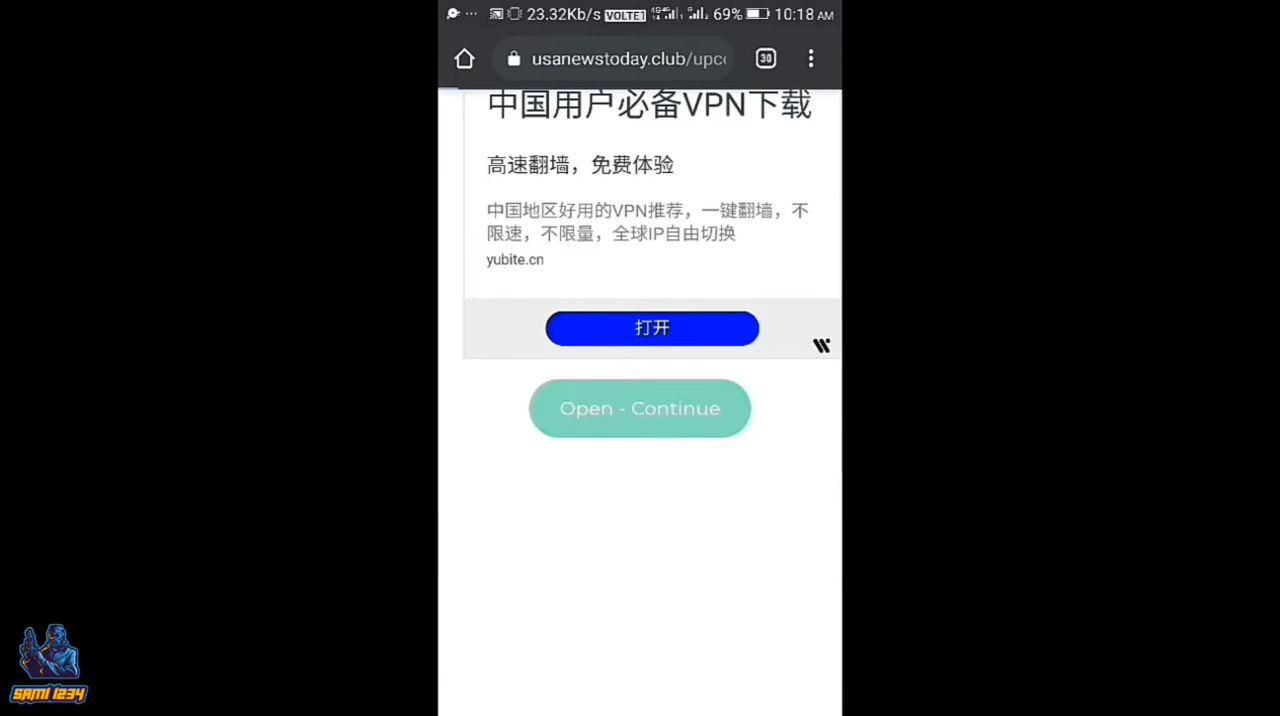 23.32Kb/s VOLTE1 69% 10:18 AM
usanewstoday.club/upc
30
中国用户必备VPN下载
高速翻墙，免费体验
中国地区好用的VPN推荐，一键翻墙，不
限速，不限量，全球IP自由切换
yubite.cn
打开
Open - Continue
SAMI 1234